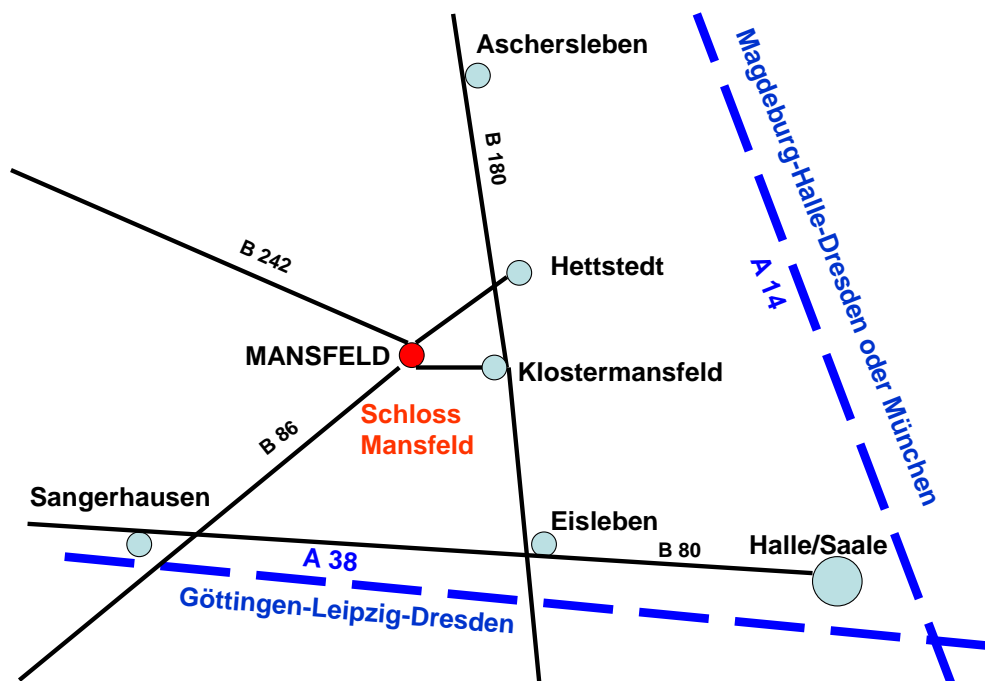 Aschersleben
Magdeburg-Halle-Dresden oder München
B 180
B 242
Hettstedt
A 14
MANSFELD
Klostermansfeld
Schloss
Mansfeld
B 86
Sangerhausen
Eisleben
B 80
Halle/Saale
A 38
Göttingen-Leipzig-Dresden